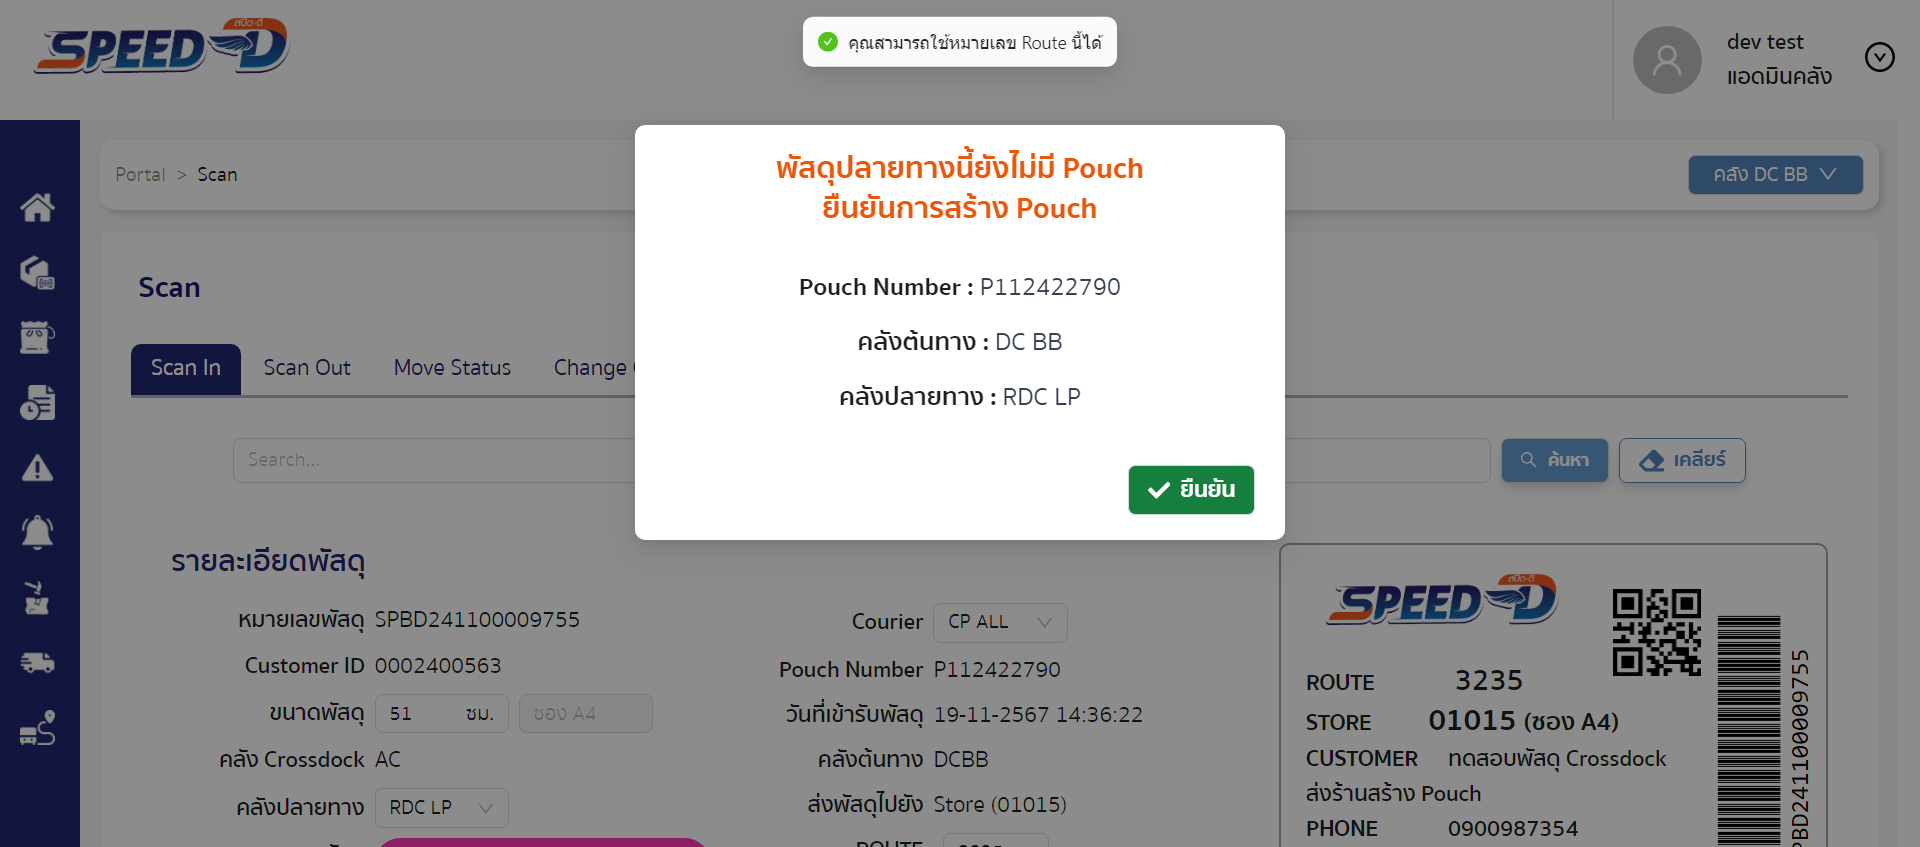 สปีด-ดี
SPEED D
คุณสามารถใช้หมายเลข Route นี้ได้
dev test
แอดมินคลัง
Portal > Scan
คลัง DC BB
พัสดุปลายทางนี้ยังไม่มี Pouch
ยืนยันการสร้าง Pouch
Pouch Number : P112422790
คลังต้นทาง : DC BB
คลังปลายทาง : RDC LP
ยืนยัน
Scan
Scan In
Scan Out
Move Status
Change
Search...
ค้นหา
เคลียร์
รายละเอียดพัสดุ
หมายเลขพัสดุ SPBD241100009755
Customer ID 0002400563
ขนาดพัสดุ 51 ซม. ซอง A4
คลัง Crossdock AC
คลังปลายทาง RDC LP
Courier CP ALL
Pouch Number P112422790
วันที่เข้ารับพัสดุ 19-11-2567 14:36:22
คลังต้นทาง DCBB
ส่งพัสดุไปยัง Store (01015)
ROUTE
สปีด-ดี
SPEED D
ROUTE 3235
STORE 01015 (ซอง A4)
CUSTOMER ทดสอบพัสดุ Crossdock
ส่งร้านสร้าง Pouch
PHONE 0900987354
PBD241100009755